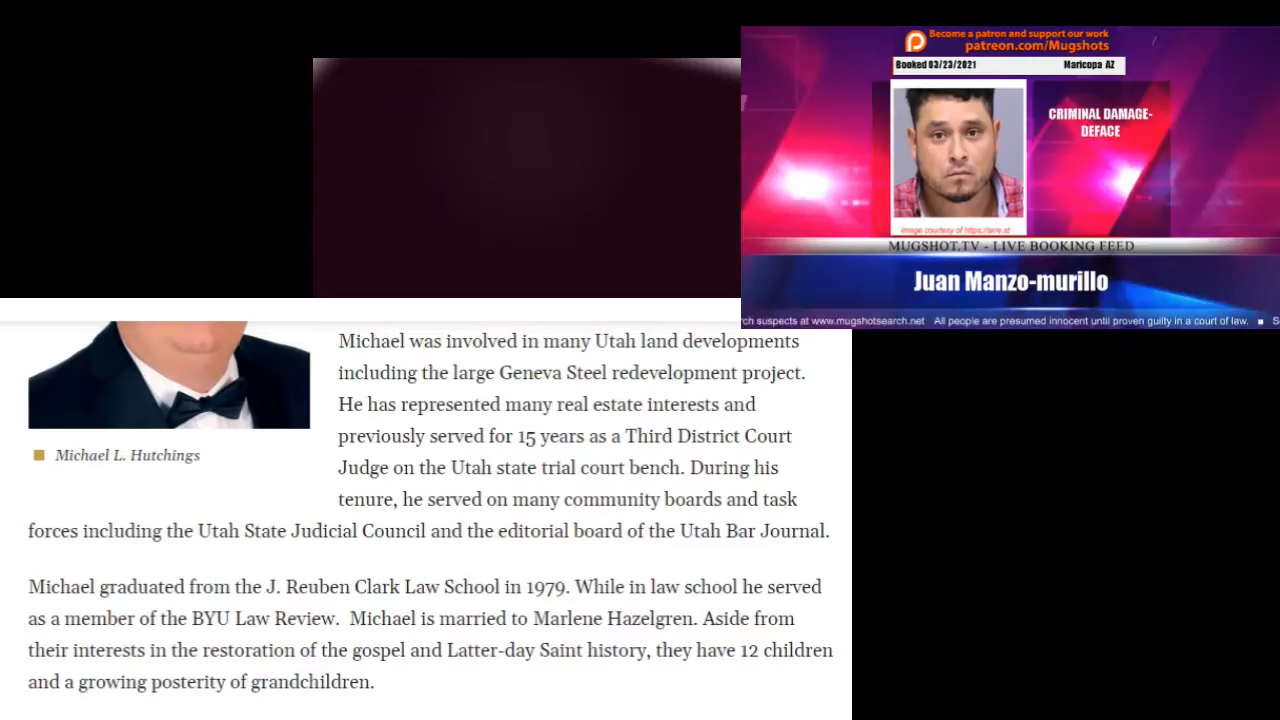 Become a patron and support our work
patreon.com/Mugshots
Booked 03/23/2021 Maricopa AZ
CRIMINAL DAMAGE-
DEFACE
image courtesy of https://arre.st
MUGSHOT.TV - LIVE BOOKING FEED
Juan Manzo-murillo
rch suspects at www.mugshotsearch.net All people are presumed innocent until proven guilty in a court of law. ■ S
Michael was involved in many Utah land developments
including the large Geneva Steel redevelopment project.
He has represented many real estate interests and
previously served for 15 years as a Third District Court
Judge on the Utah state trial court bench. During his
tenure, he served on many community boards and task
forces including the Utah State Judicial Council and the editorial board of the Utah Bar Journal.
Michael L. Hutchings
Michael graduated from the J. Reuben Clark Law School in 1979. While in law school he served
as a member of the BYU Law Review. Michael is married to Marlene Hazelgren. Aside from
their interests in the restoration of the gospel and Latter-day Saint history, they have 12 children
and a growing posterity of grandchildren.